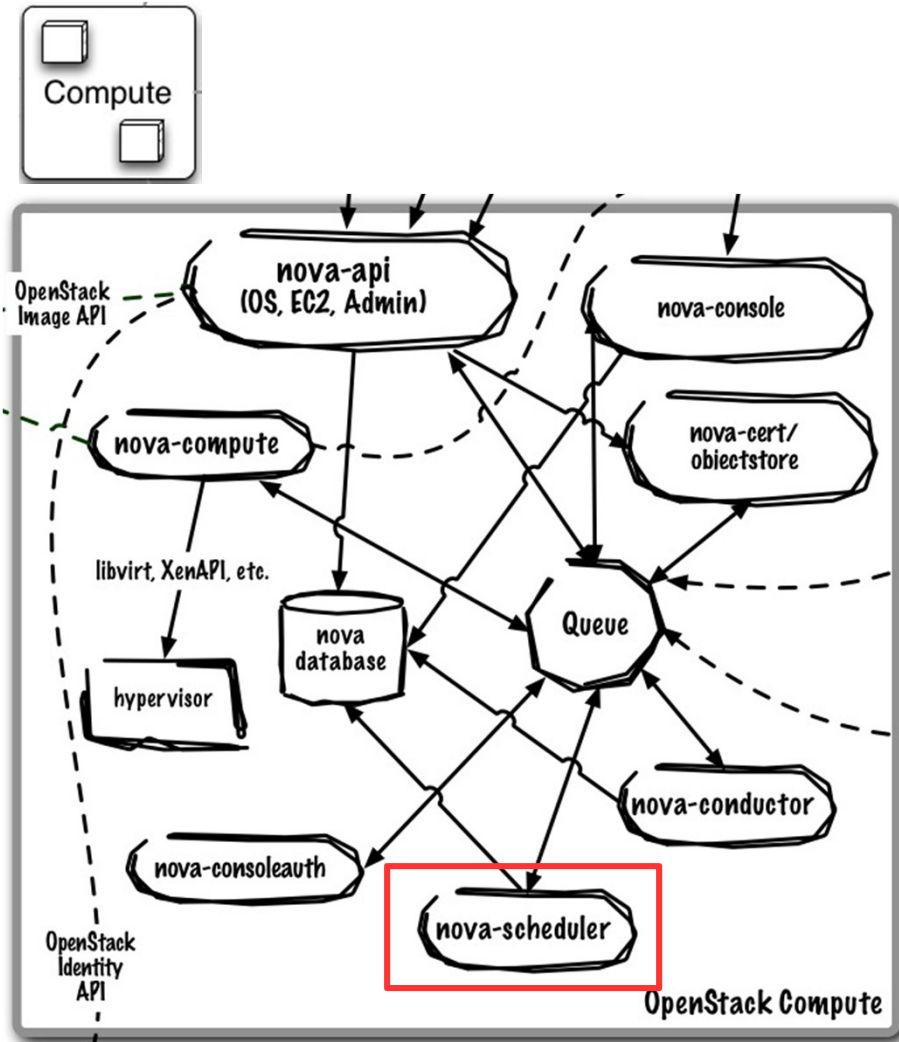 Compute
nova-api
(OS, EC2, Admin)
OpenStack
Image API
nova-console
nova-compute
nova-cert/
obiectstore
libvirt, XenAPI, etc.
nova
database
Queue
hypervisor
nova-conductor
nova-consoleauth
nova-scheduler
OpenStack
Identity
API
OpenStack Compute